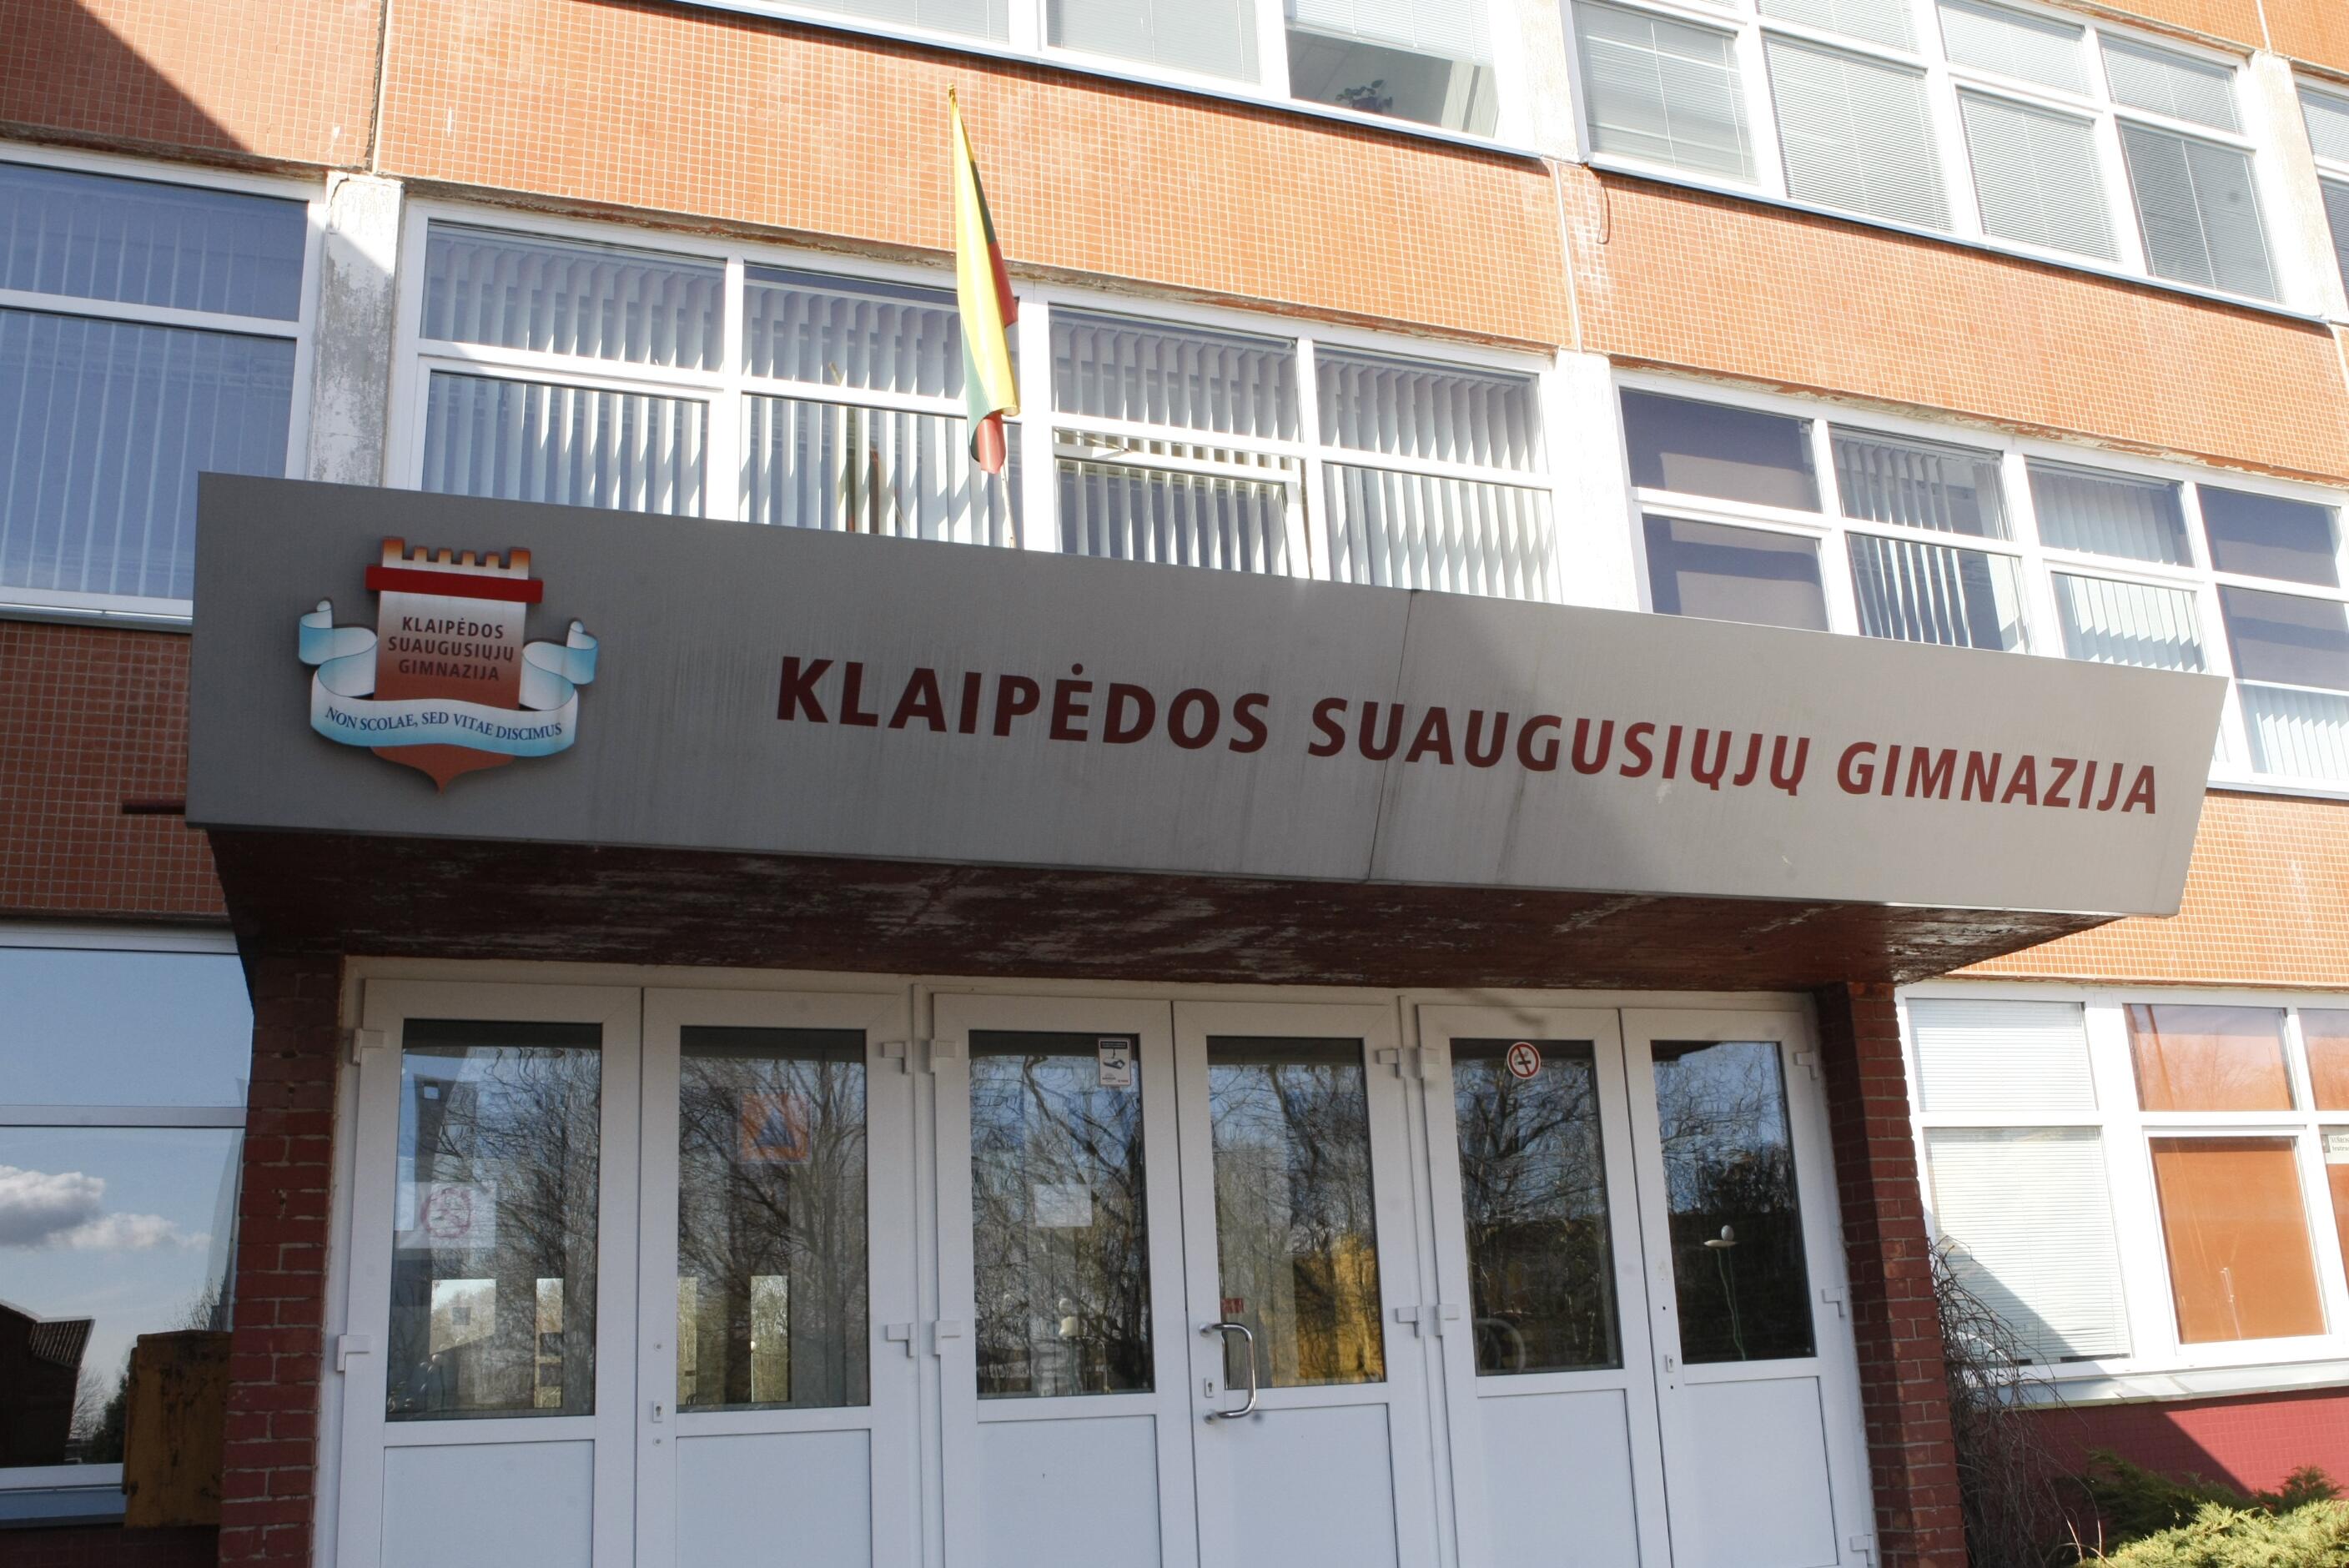 KLAIPĖDOS
SUAUGUSIŲJŲ
GIMNAZIJA
NON SCOLAE, SED VITAE DISCIMUS
KLAIPĖDOS SUAUGUSIŲJŲ GIMNAZIJA